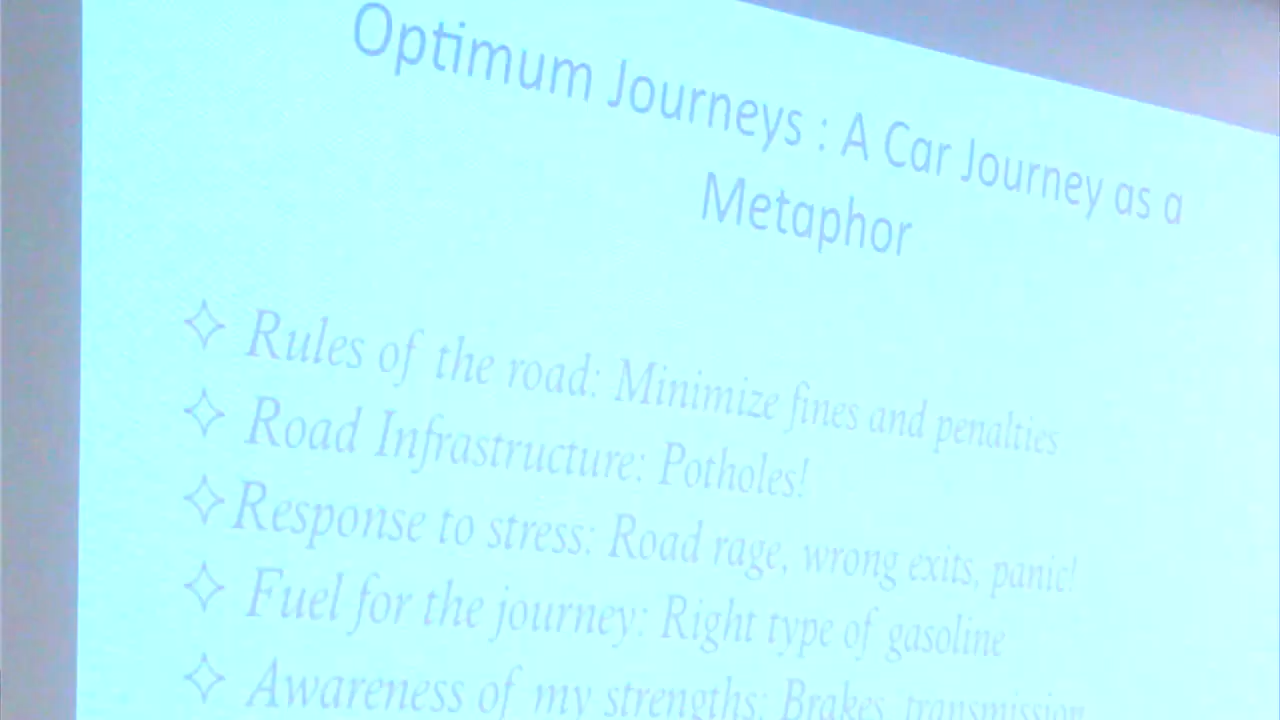 Optimum Journeys : A Car Journey as a
Metaphor
Rules of the road: Minimize fines and penalties
Road Infrastructure: Potholes!
Response to stress: Road rage, wrong exits, panic!
Fuel for the journey: Right type of gasoline
Awareness of my strengths: Brakes, transmission